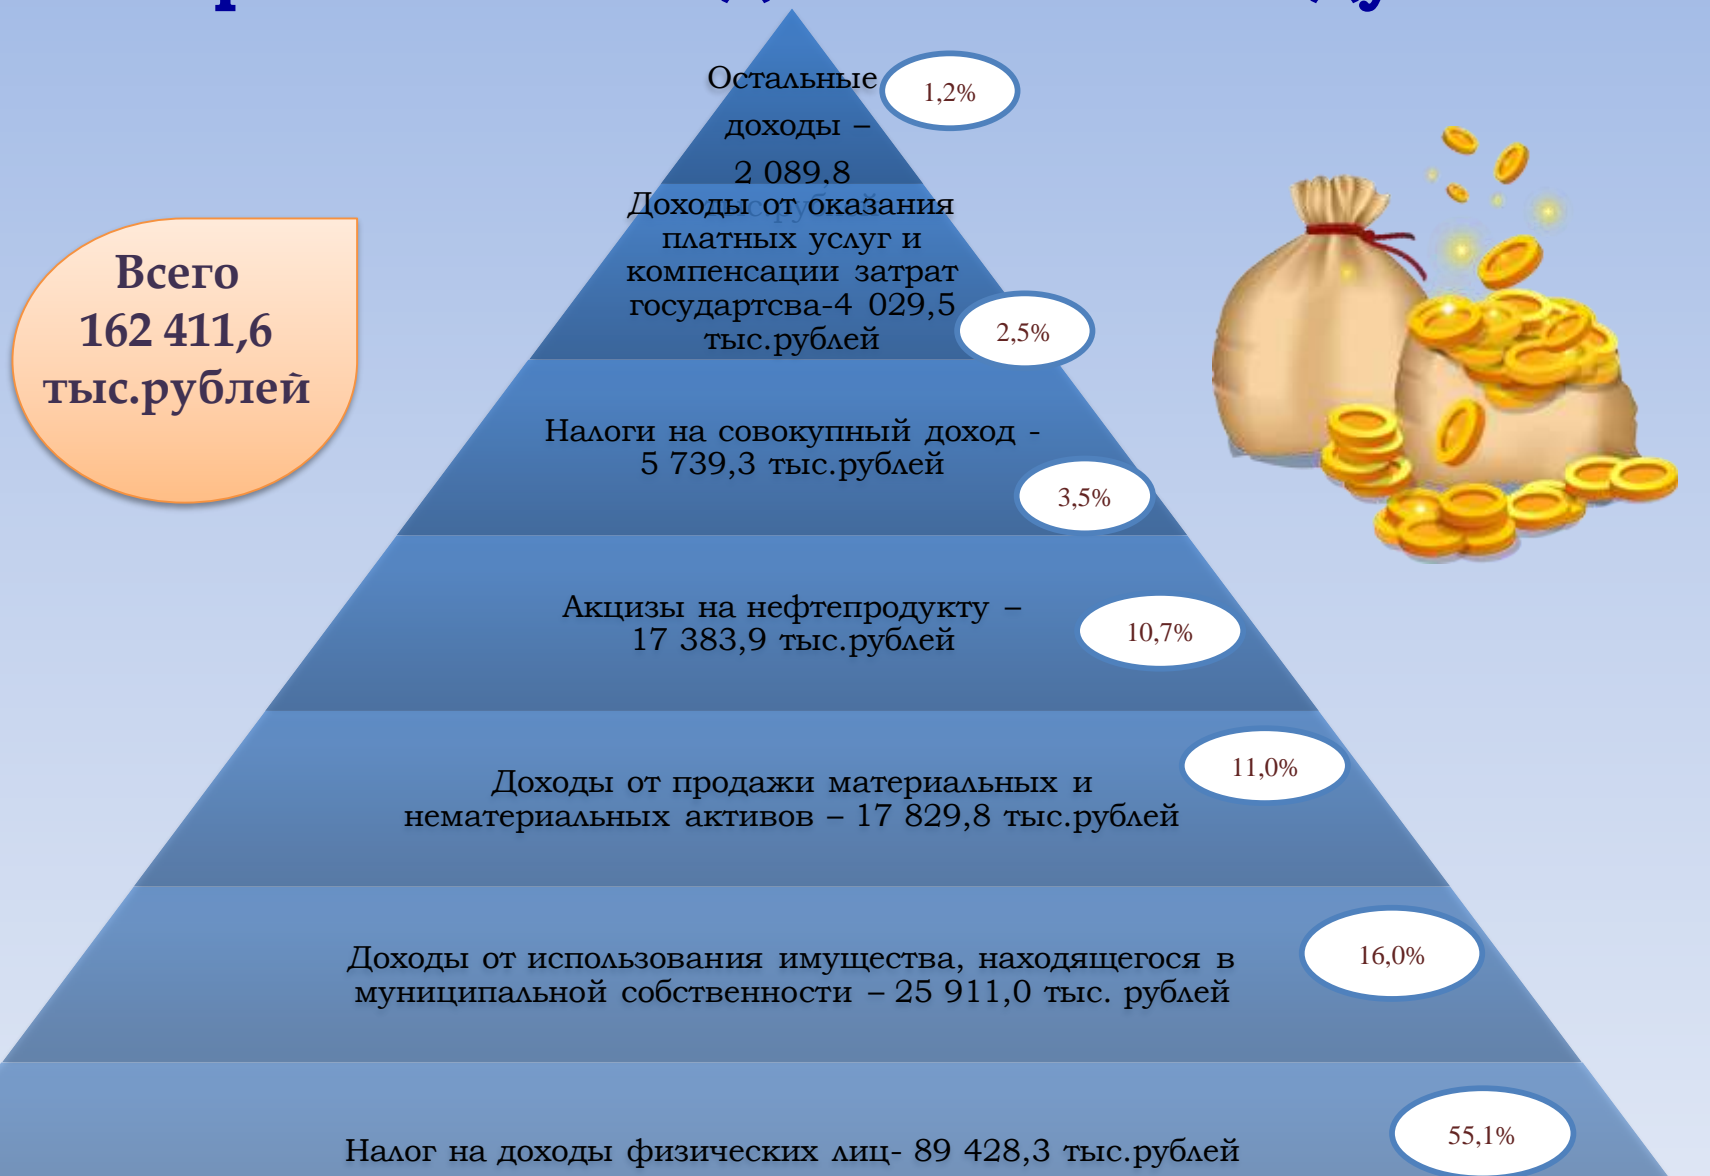 Остальные
доходы –
2 089,8
тыс.рублей
1,2%
Доходы от оказания
платных услуг и
компенсации затрат
государтсва-4 029,5
тыс.рублей
2,5%
Всего
162 411,6
тыс.рублей
Налоги на совокупный доход -
5 739,3 тыс.рублей
3,5%
Акцизы на нефтепродукту –
17 383,9 тыс.рублей
10,7%
Доходы от продажи материальных и
нематериальных активов – 17 829,8 тыс.рублей
11,0%
Доходы от использования имущества, находящегося в
муниципальной собственности – 25 911,0 тыс. рублей
16,0%
Налог на доходы физических лиц- 89 428,3 тыс.рублей
55,1%